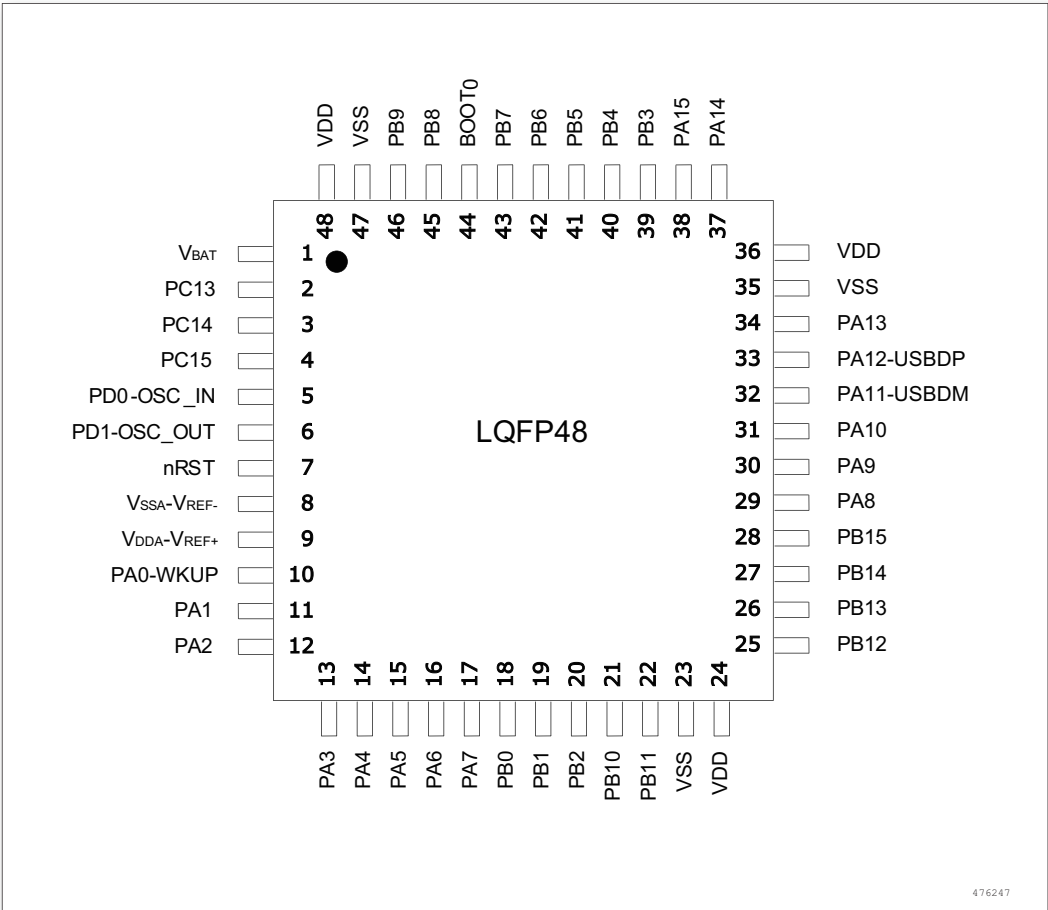 VDD
VSS
PB9
PB8
BOOT0
PB7
PB6
PB5
PB4
PB3
PA15
PA14
48
47
46
45
44
43
42
41
40
39
38
37
VBAT 1
PC13 2
PC14 3
PC15 4
PD0-OSC_IN 5
PD1-OSC_OUT 6
nRST 7
VSSA-VREF- 8
VDDA-VREF+ 9
PA0-WKUP 10
PA1 11
PA2 12
LQFP48
36 VDD
35 VSS
34 PA13
33 PA12-USBDP
32 PA11-USBDM
31 PA10
30 PA9
29 PA8
28 PB15
27 PB14
26 PB13
25 PB12
13
14
15
16
17
18
19
20
21
22
23
24
PA3
PA4
PA5
PA6
PA7
PB0
PB1
PB2
PB10
PB11
VSS
VDD
476247